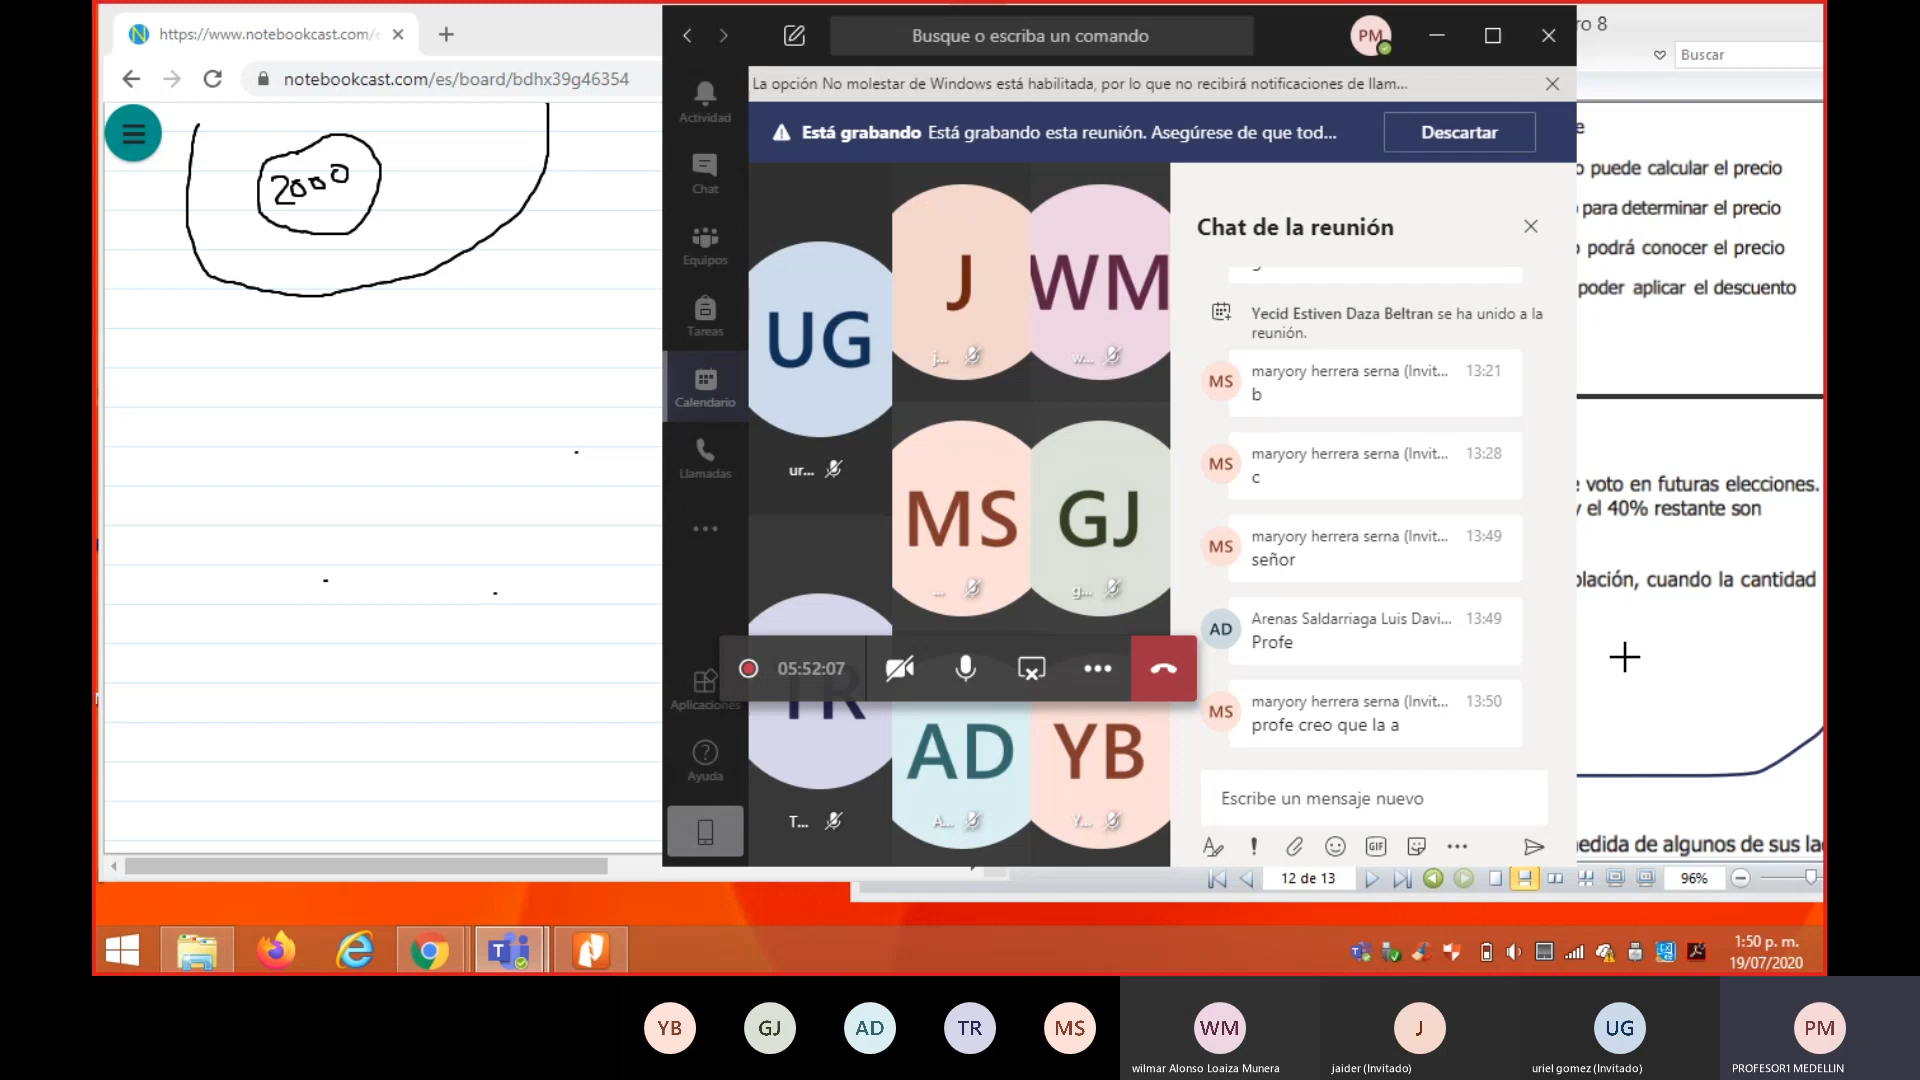 https://www.notebookcast.com/e
notebookcast.com/es/board/bdhx39g46354
2000
Busque o escriba un comando
PM
La opción No molestar de Windows está habilitada, por lo que no recibirá notificaciones de llam...
Está grabando Está grabando esta reunión. Asegúrese de que tod...
Descartar
Actividad
Chat
Equipos
Tareas
Calendario
Llamadas
Aplicaciones
Ayuda
UG
ur...
J
j...
WM
w...
MS
...
GJ
g...
TR
T...
AD
A...
YB
Y...
05:52:07
Chat de la reunión
Yecid Estiven Daza Beltran se ha unido a la
reunión.
MS
maryory herrera serna (Invit... 13:21
b
MS
maryory herrera serna (Invit... 13:28
c
MS
maryory herrera serna (Invit... 13:49
señor
AD
Arenas Saldarriaga Luis Davi... 13:49
Profe
MS
maryory herrera serna (Invit... 13:50
profe creo que la a
Escribe un mensaje nuevo
GIF
ro 8
Buscar
e
puede calcular el precio
para determinar el precio
podrá conocer el precio
poder aplicar el descuento
voto en futuras elecciones.
y el 40% restante son
olación, cuando la cantidad
edida de algunos de sus la
12 de 13
96%
1:50 p. m.
19/07/2020
YB
GJ
AD
TR
MS
WM
wilmar Alonso Loaiza Munera
J
jaider (Invitado)
UG
uriel gomez (Invitado)
PM
PROFESOR1 MEDELLIN